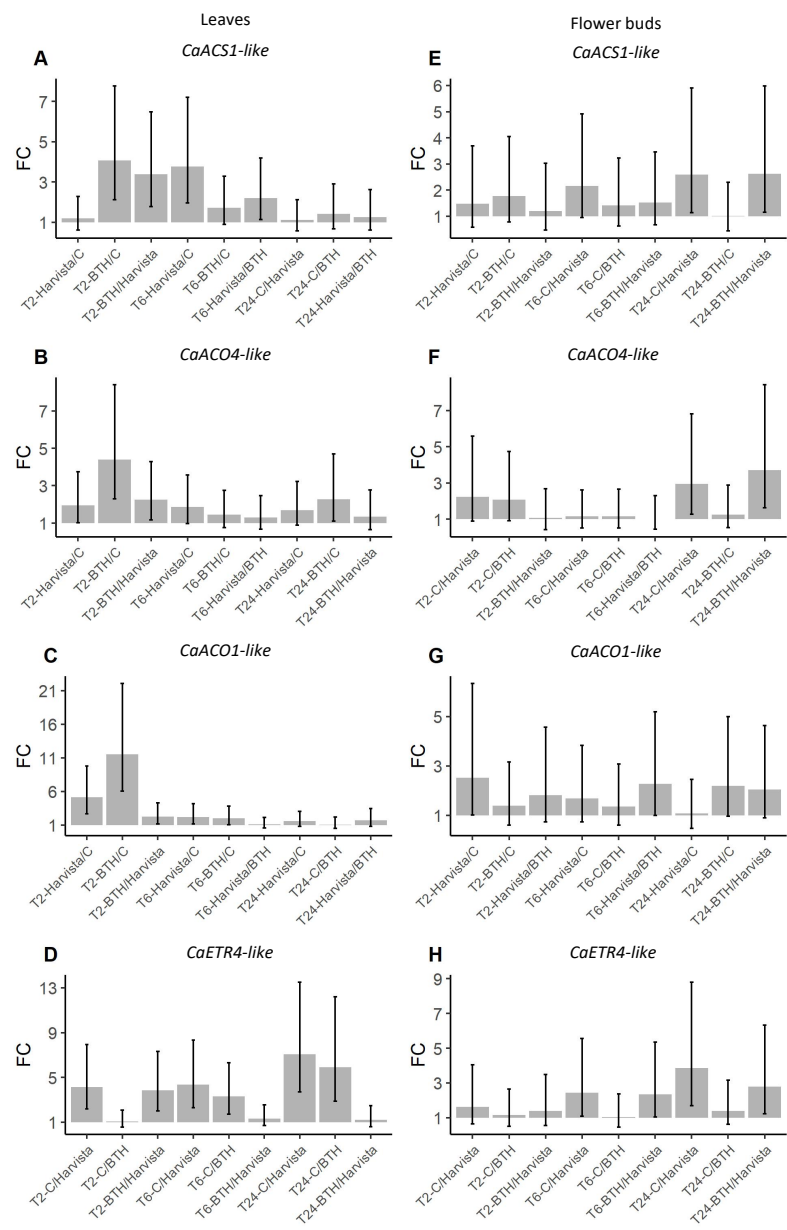 Leaves
Flower buds
A
CaACS1-like
7
5
3
1
FC
T2-Harvista/C
T2-BTH/C
T2-BTH/Harvista
T6-Harvista/C
T6-BTH/C
T6-Harvista/BTH
T24-C/Harvista
T24-C/BTH
T24-Harvista/BTH
E
CaACS1-like
6
5
4
3
2
1
FC
T2-Harvista/C
T2-BTH/C
T2-BTH/Harvista
T6-C/Harvista
T6-C/BTH
T6-BTH/Harvista
T24-C/Harvista
T24-BTH/C
T24-BTH/Harvista
B
CaACO4-like
7
5
3
1
FC
T2-Harvista/C
T2-BTH/C
T2-BTH/Harvista
T6-Harvista/C
T6-BTH/C
T6-Harvista/BTH
T24-Harvista/C
T24-BTH/C
T24-BTH/Harvista
F
CaACO4-like
7
5
3
1
FC
T2-C/Harvista
T2-C/BTH
T2-BTH/Harvista
T6-C/Harvista
T6-C/BTH
T6-Harvista/BTH
T24-C/Harvista
T24-BTH/C
T24-BTH/Harvista
C
CaACO1-like
21
16
11
6
1
FC
T2-Harvista/C
T2-BTH/C
T2-BTH/Harvista
T6-Harvista/C
T6-BTH/C
T6-Harvista/BTH
T24-Harvista/C
T24-C/BTH
T24-Harvista/BTH
G
CaACO1-like
5
3
1
FC
T2-Harvista/C
T2-BTH/C
T2-Harvista/BTH
T6-Harvista/C
T6-C/BTH
T6-Harvista/BTH
T24-Harvista/C
T24-BTH/C
T24-BTH/Harvista
D
CaETR4-like
13
9
5
1
FC
T2-C/Harvista
T2-C/BTH
T2-BTH/Harvista
T6-C/Harvista
T6-C/BTH
T6-BTH/Harvista
T24-C/Harvista
T24-C/BTH
T24-BTH/Harvista
H
CaETR4-like
9
7
5
3
1
FC
T2-C/Harvista
T2-C/BTH
T2-BTH/Harvista
T6-C/Harvista
T6-C/BTH
T6-BTH/Harvista
T24-C/Harvista
T24-C/BTH
T24-BTH/Harvista